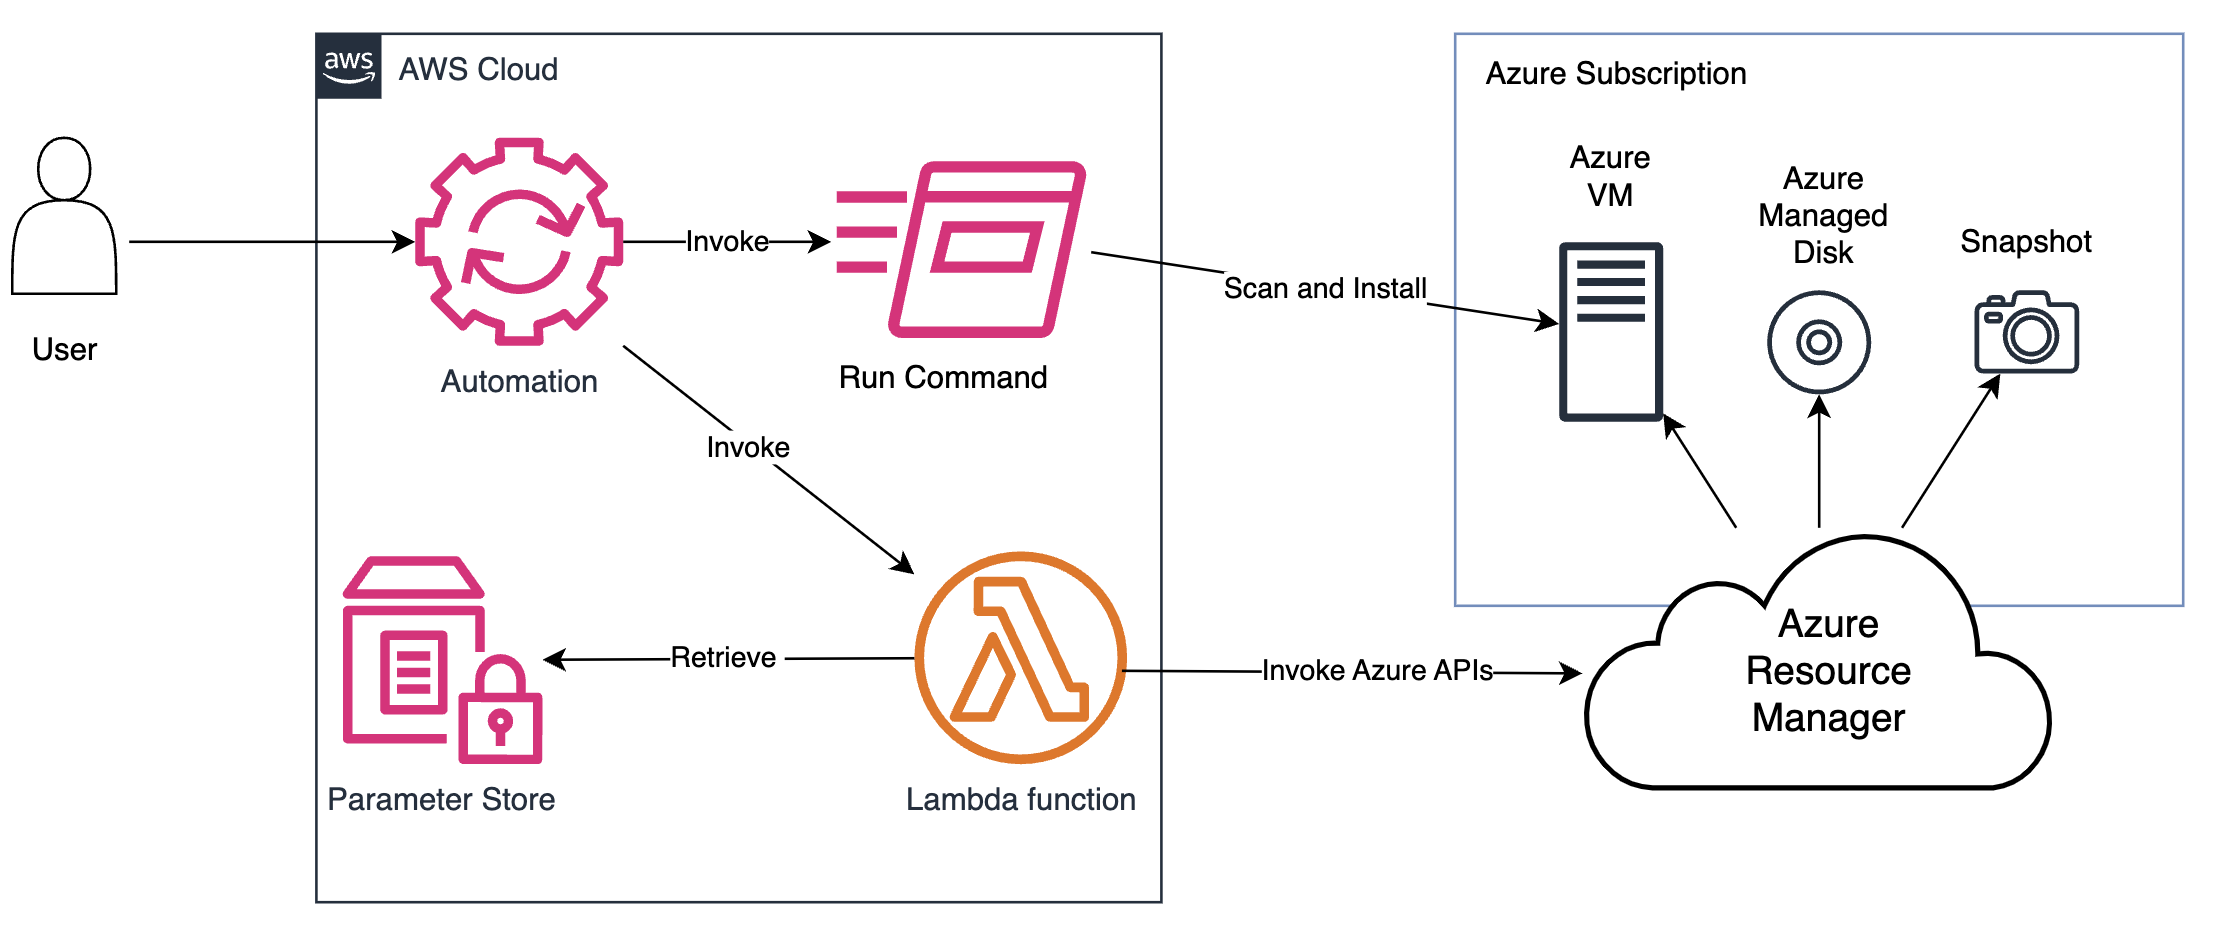 aws
AWS Cloud
Azure Subscription
Azure
VM
Azure
Managed
Disk
Snapshot
User
Invoke
Automation
Run Command
Scan and Install
Invoke
Retrieve
Invoke Azure APIs
Parameter Store
Lambda function
Azure
Resource
Manager